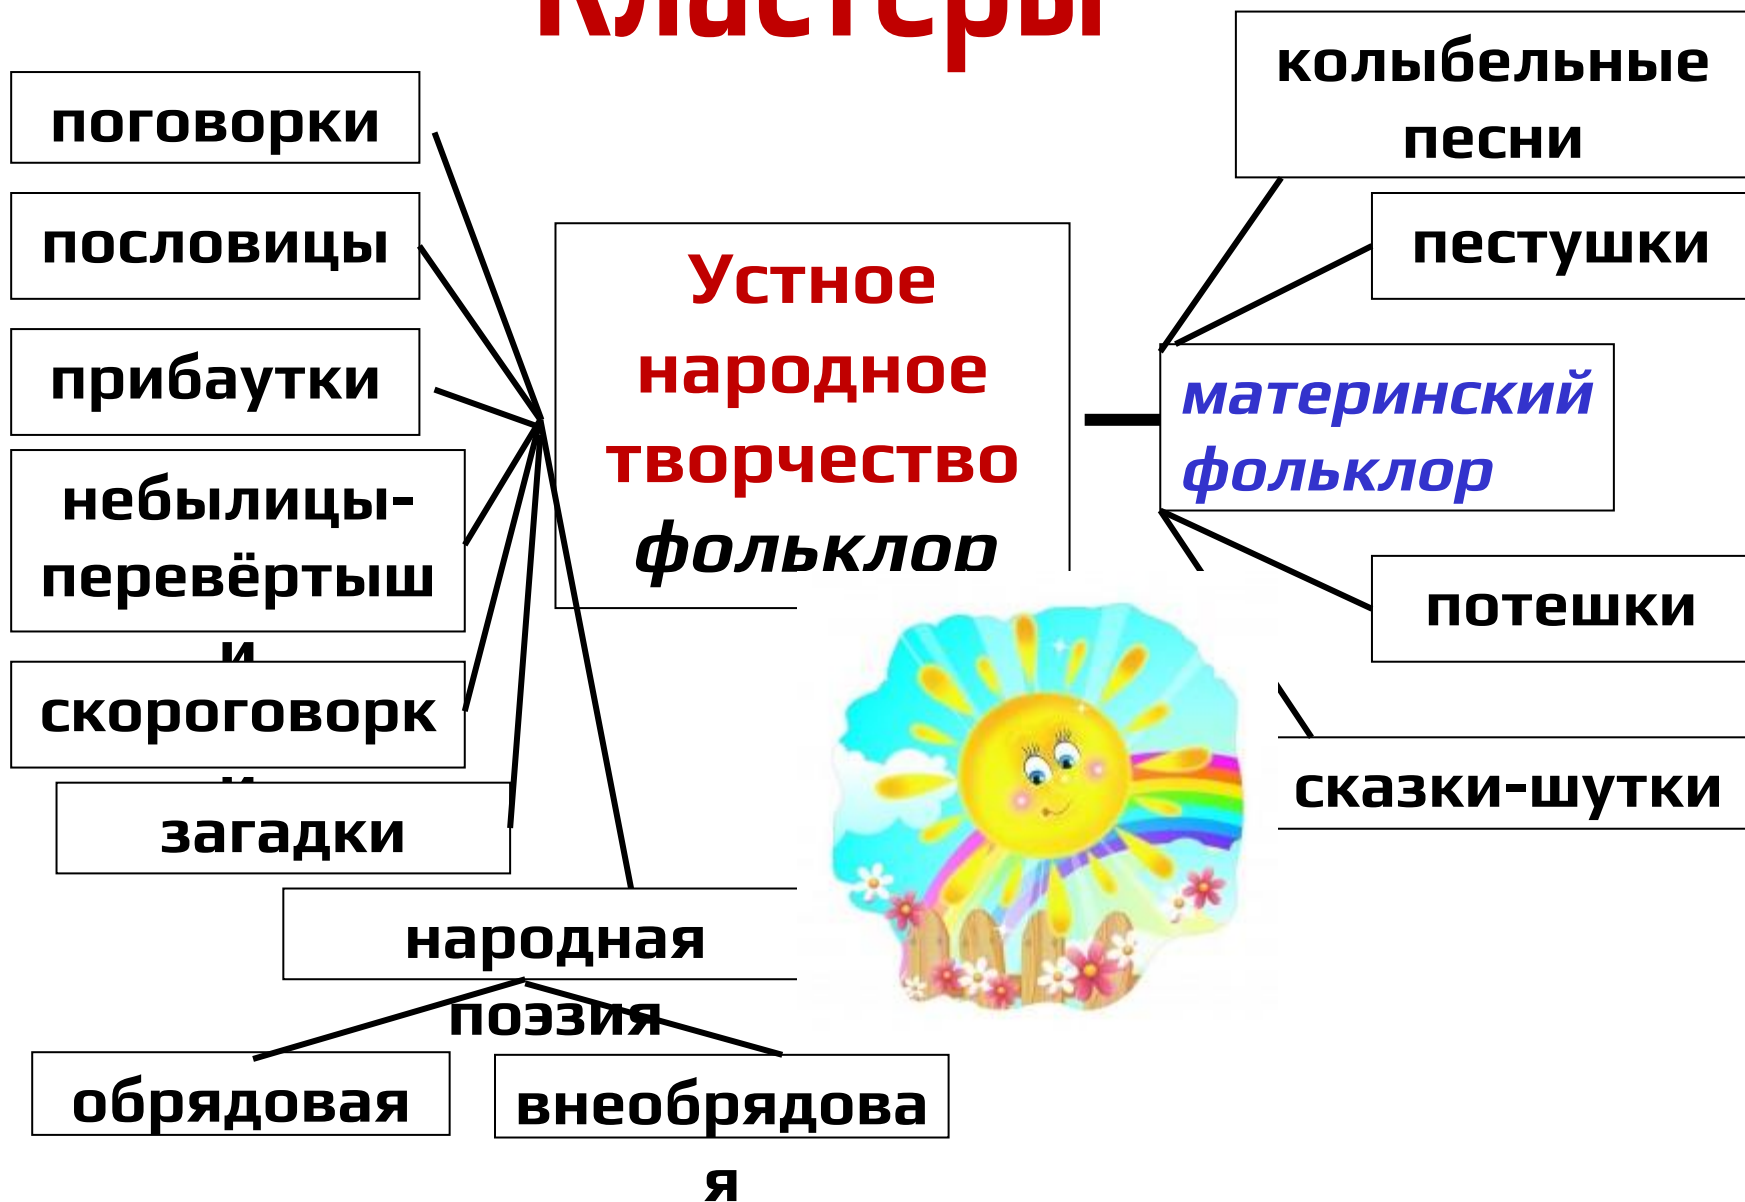 Кластеры
поговорки
пословицы
прибаутки
небылицы-
перевёртыш
и
скороговорк
и
загадки
Устное
народное
творчество
фольклор
колыбельные
песни
пестушки
материнский
фольклор
потешки
сказки-шутки
народная
поэзия
обрядовая
внеобрядова
я